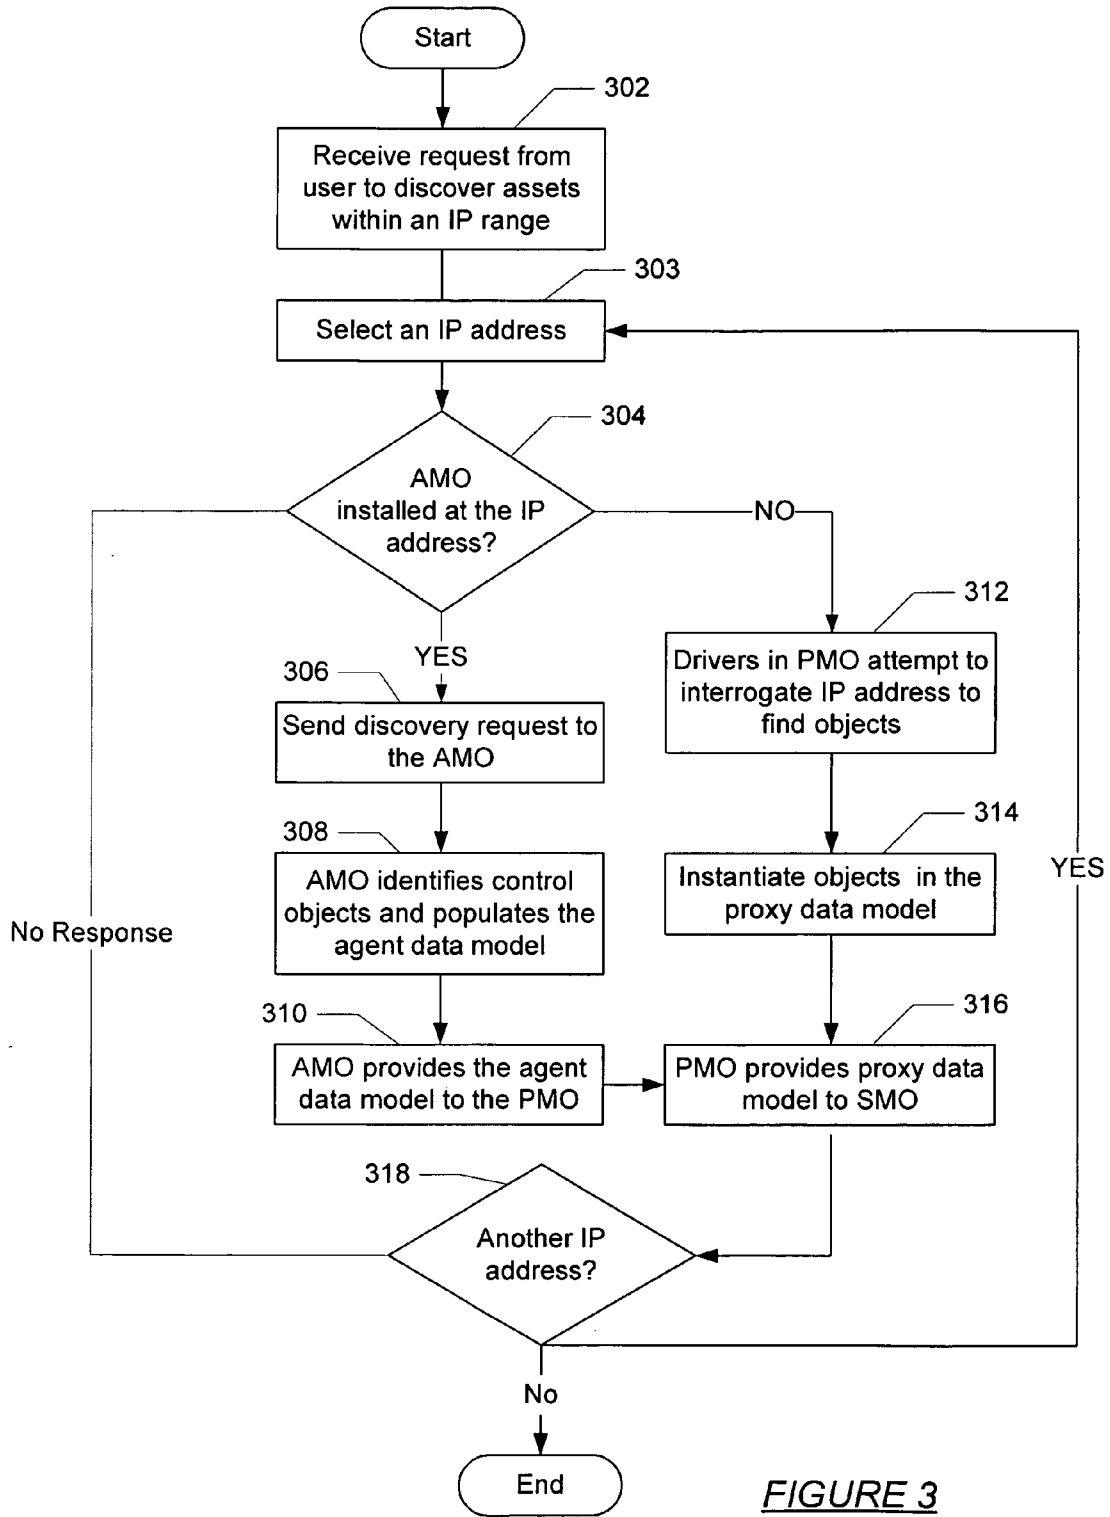 Start
302
Receive request from
user to discover assets
within an IP range
303
Select an IP address
304
AMO
installed at the IP
address?
NO
YES
312
Drivers in PMO attempt to
interrogate IP address to
find objects
306
Send discovery request to
the AMO
314
Instantiate objects in the
proxy data model
YES
308
AMO identifies control
objects and populates the
agent data model
No Response
310
AMO provides the agent
data model to the PMO
316
PMO provides proxy data
model to SMO
318
Another IP
address?
No
End
FIGURE 3